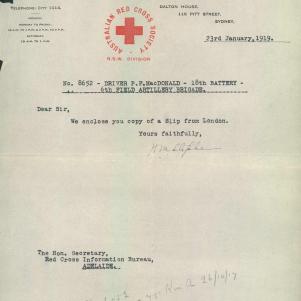 TELEPHONE: CITY
DALTON HOUSE,
115 PITT STREET,
SYDNEY,
AUSTRALIAN RED CROSS SOCIETY
N.S.W. DIVISION
23rd January, 1919.
No. 8652 - DRIVER P.F. MacDONALD - 18th BATTERY -
6th FIELD ARTILLERY BRIGADE.
Dear Sir,
We enclose you copy of a Slip from London.
Yours faithfully,
The Hon. Secretary,
Red Cross Information Bureau,
ADELAIDE.